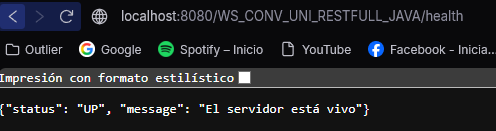 localhost:8080/WS_CONV_UNI_RESTFULL_JAVA/health
Outlier Google Spotify – Inicio YouTube Facebook - Inicia...
Impresión con formato estilístico
{"status": "UP", "message": "El servidor está vivo"}